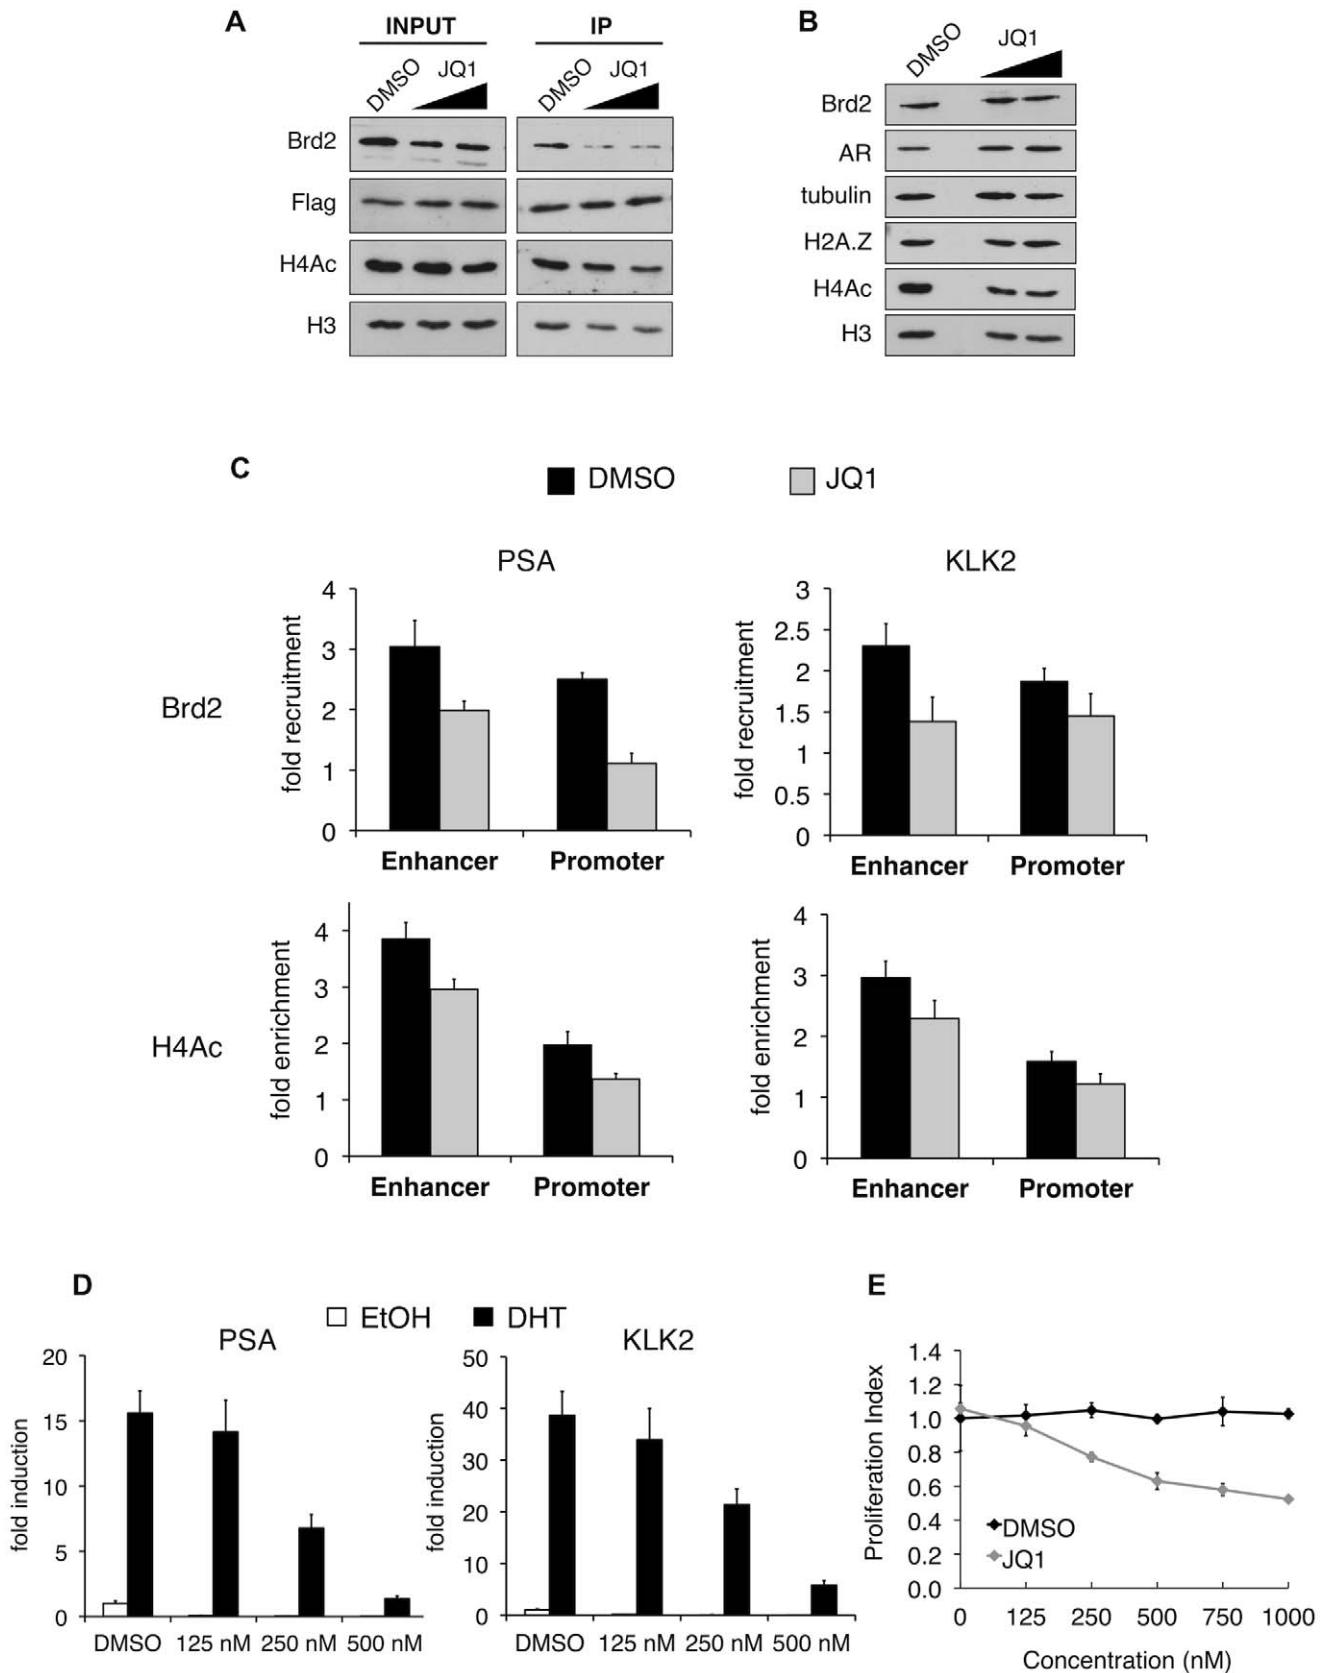 A
INPUT
IP
DMSO
JQ1
DMSO
JQ1
Brd2
Flag
H4Ac
H3
B
DMSO
JQ1
Brd2
AR
tubulin
H2A.Z
H4Ac
H3
C
DMSO
JQ1
Brd2
PSA
fold recruitment
4
3
2
1
0
Enhancer
Promoter
KLK2
fold recruitment
3
2.5
2
1.5
1
0.5
0
Enhancer
Promoter
H4Ac
fold enrichment
4
3
2
1
0
Enhancer
Promoter
fold enrichment
4
3
2
1
0
Enhancer
Promoter
D
EtOH
DHT
PSA
fold induction
20
15
10
5
0
DMSO 125 nM 250 nM 500 nM
KLK2
fold induction
50
40
30
20
10
0
DMSO 125 nM 250 nM 500 nM
E
Proliferation Index
1.4
1.2
1.0
0.8
0.6
0.4
0.2
0.0
DMSO
JQ1
0 125 250 500 750 1000
Concentration (nM)